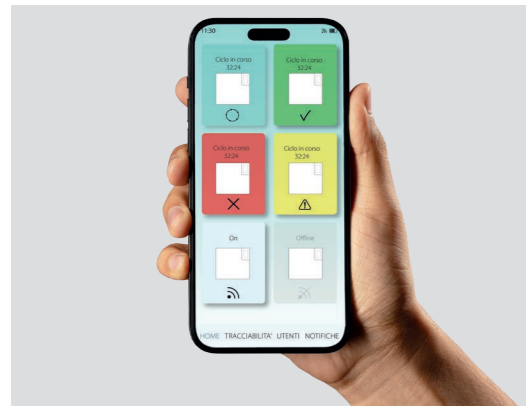 11:30
Ciclo in corso
32:24
Ciclo in corso
32:24
Ciclo in corso
32:24
Ciclo in corso
32:24
On
Offline
HOME TRACCIABILITA' UTENTI NOTIFICHE